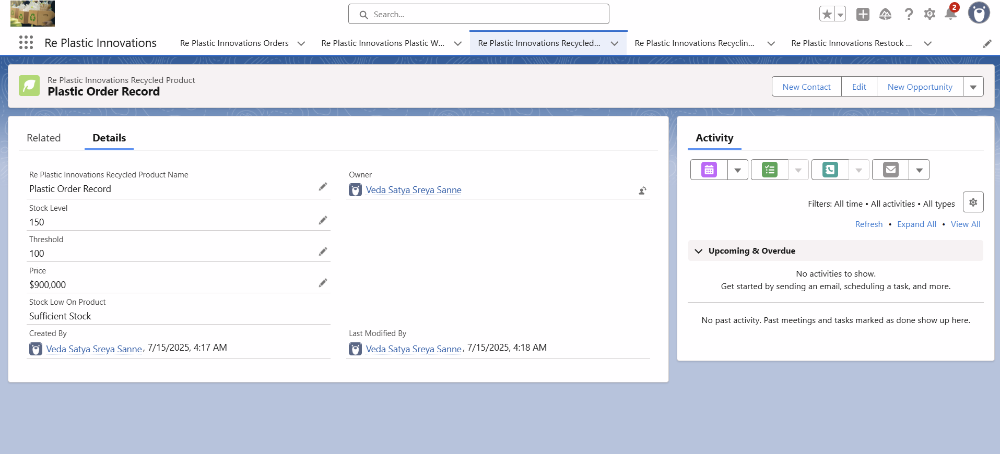 Search...
2
Re Plastic Innovations
Re Plastic Innovations Orders
Re Plastic Innovations Plastic W...
Re Plastic Innovations Recycled...
Re Plastic Innovations Recyclin...
Re Plastic Innovations Restock ...
Re Plastic Innovations Recycled Product
Plastic Order Record
New Contact
Edit
New Opportunity
Related
Details
Re Plastic Innovations Recycled Product Name
Plastic Order Record
Owner
Veda Satya Sreya Sanne
Stock Level
150
Threshold
100
Price
$900,000
Stock Low On Product
Sufficient Stock
Created By
Veda Satya Sreya Sanne, 7/15/2025, 4:17 AM
Last Modified By
Veda Satya Sreya Sanne, 7/15/2025, 4:18 AM
Activity
Filters: All time • All activities • All types
Refresh • Expand All • View All
Upcoming & Overdue
No activities to show.
Get started by sending an email, scheduling a task, and more.
No past activity. Past meetings and tasks marked as done show up here.